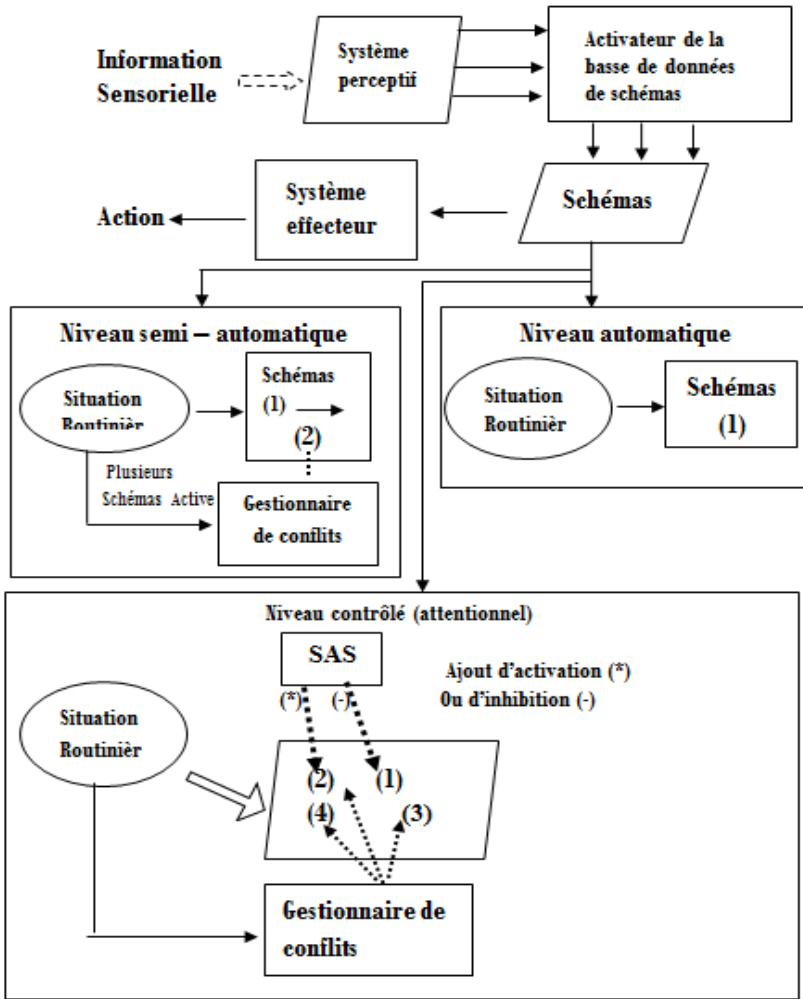 Information
Sensorielle
Système
perceptif
Activateur de la
basse de données
de schémas
Action
Système
effecteur
Schémas
Niveau semi – automatique
Situation
Routinièr
Schémas
(1)
(2)
Plusieurs
Schémas Active
Gestionnaire
de conflits
Niveau automatique
Situation
Routinièr
Schémas
(1)
Niveau contrôlé (attentionnel)
SAS
(*) (-)
Ajout d'activation (*)
Ou d'inhibition (-)
Situation
Routinièr
(2) (1)
(4) (3)
Gestionnaire de
conflits